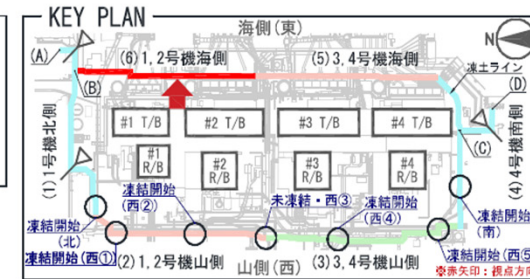 KEY PLAN
海側(東)
N
(A)
(6) 1,2号機海側
(5) 3,4号機海側
凍土ライン
(B)
(D)
#1 T/B
#2 T/B
#3 T/B
#4 T/B
(C)
(1) 1号機北側
(4) 4号機南側
#1
R/B
#2
R/B
#3
R/B
#4
R/B
凍結開始
(西②)
未凍結・西③
凍結開始
(西④)
凍結開始
(北)
凍結開始
(南)
凍結開始(西①)
(2) 1,2号機山側
山側(西)
(3) 3,4号機山側
凍結開始(西⑤)
※赤矢印:視点方向